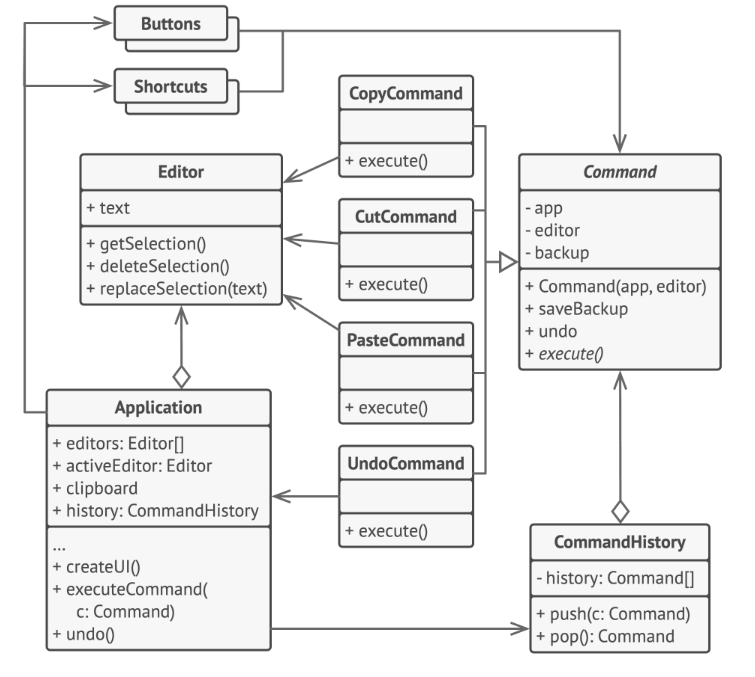 Buttons
Shortcuts
CopyCommand
+ execute()
Editor
+ text
+ getSelection()
+ deleteSelection()
+ replaceSelection(text)
CutCommand
+ execute()
Command
- app
- editor
- backup
+ Command(app, editor)
+ saveBackup
+ undo
+ execute()
PasteCommand
+ execute()
Application
+ editors: Editor[]
+ activeEditor: Editor
+ clipboard
+ history: CommandHistory
...
+ createUI()
+ executeCommand(
c: Command)
+ undo()
UndoCommand
+ execute()
CommandHistory
- history: Command[]
+ push(c: Command)
+ pop(): Command